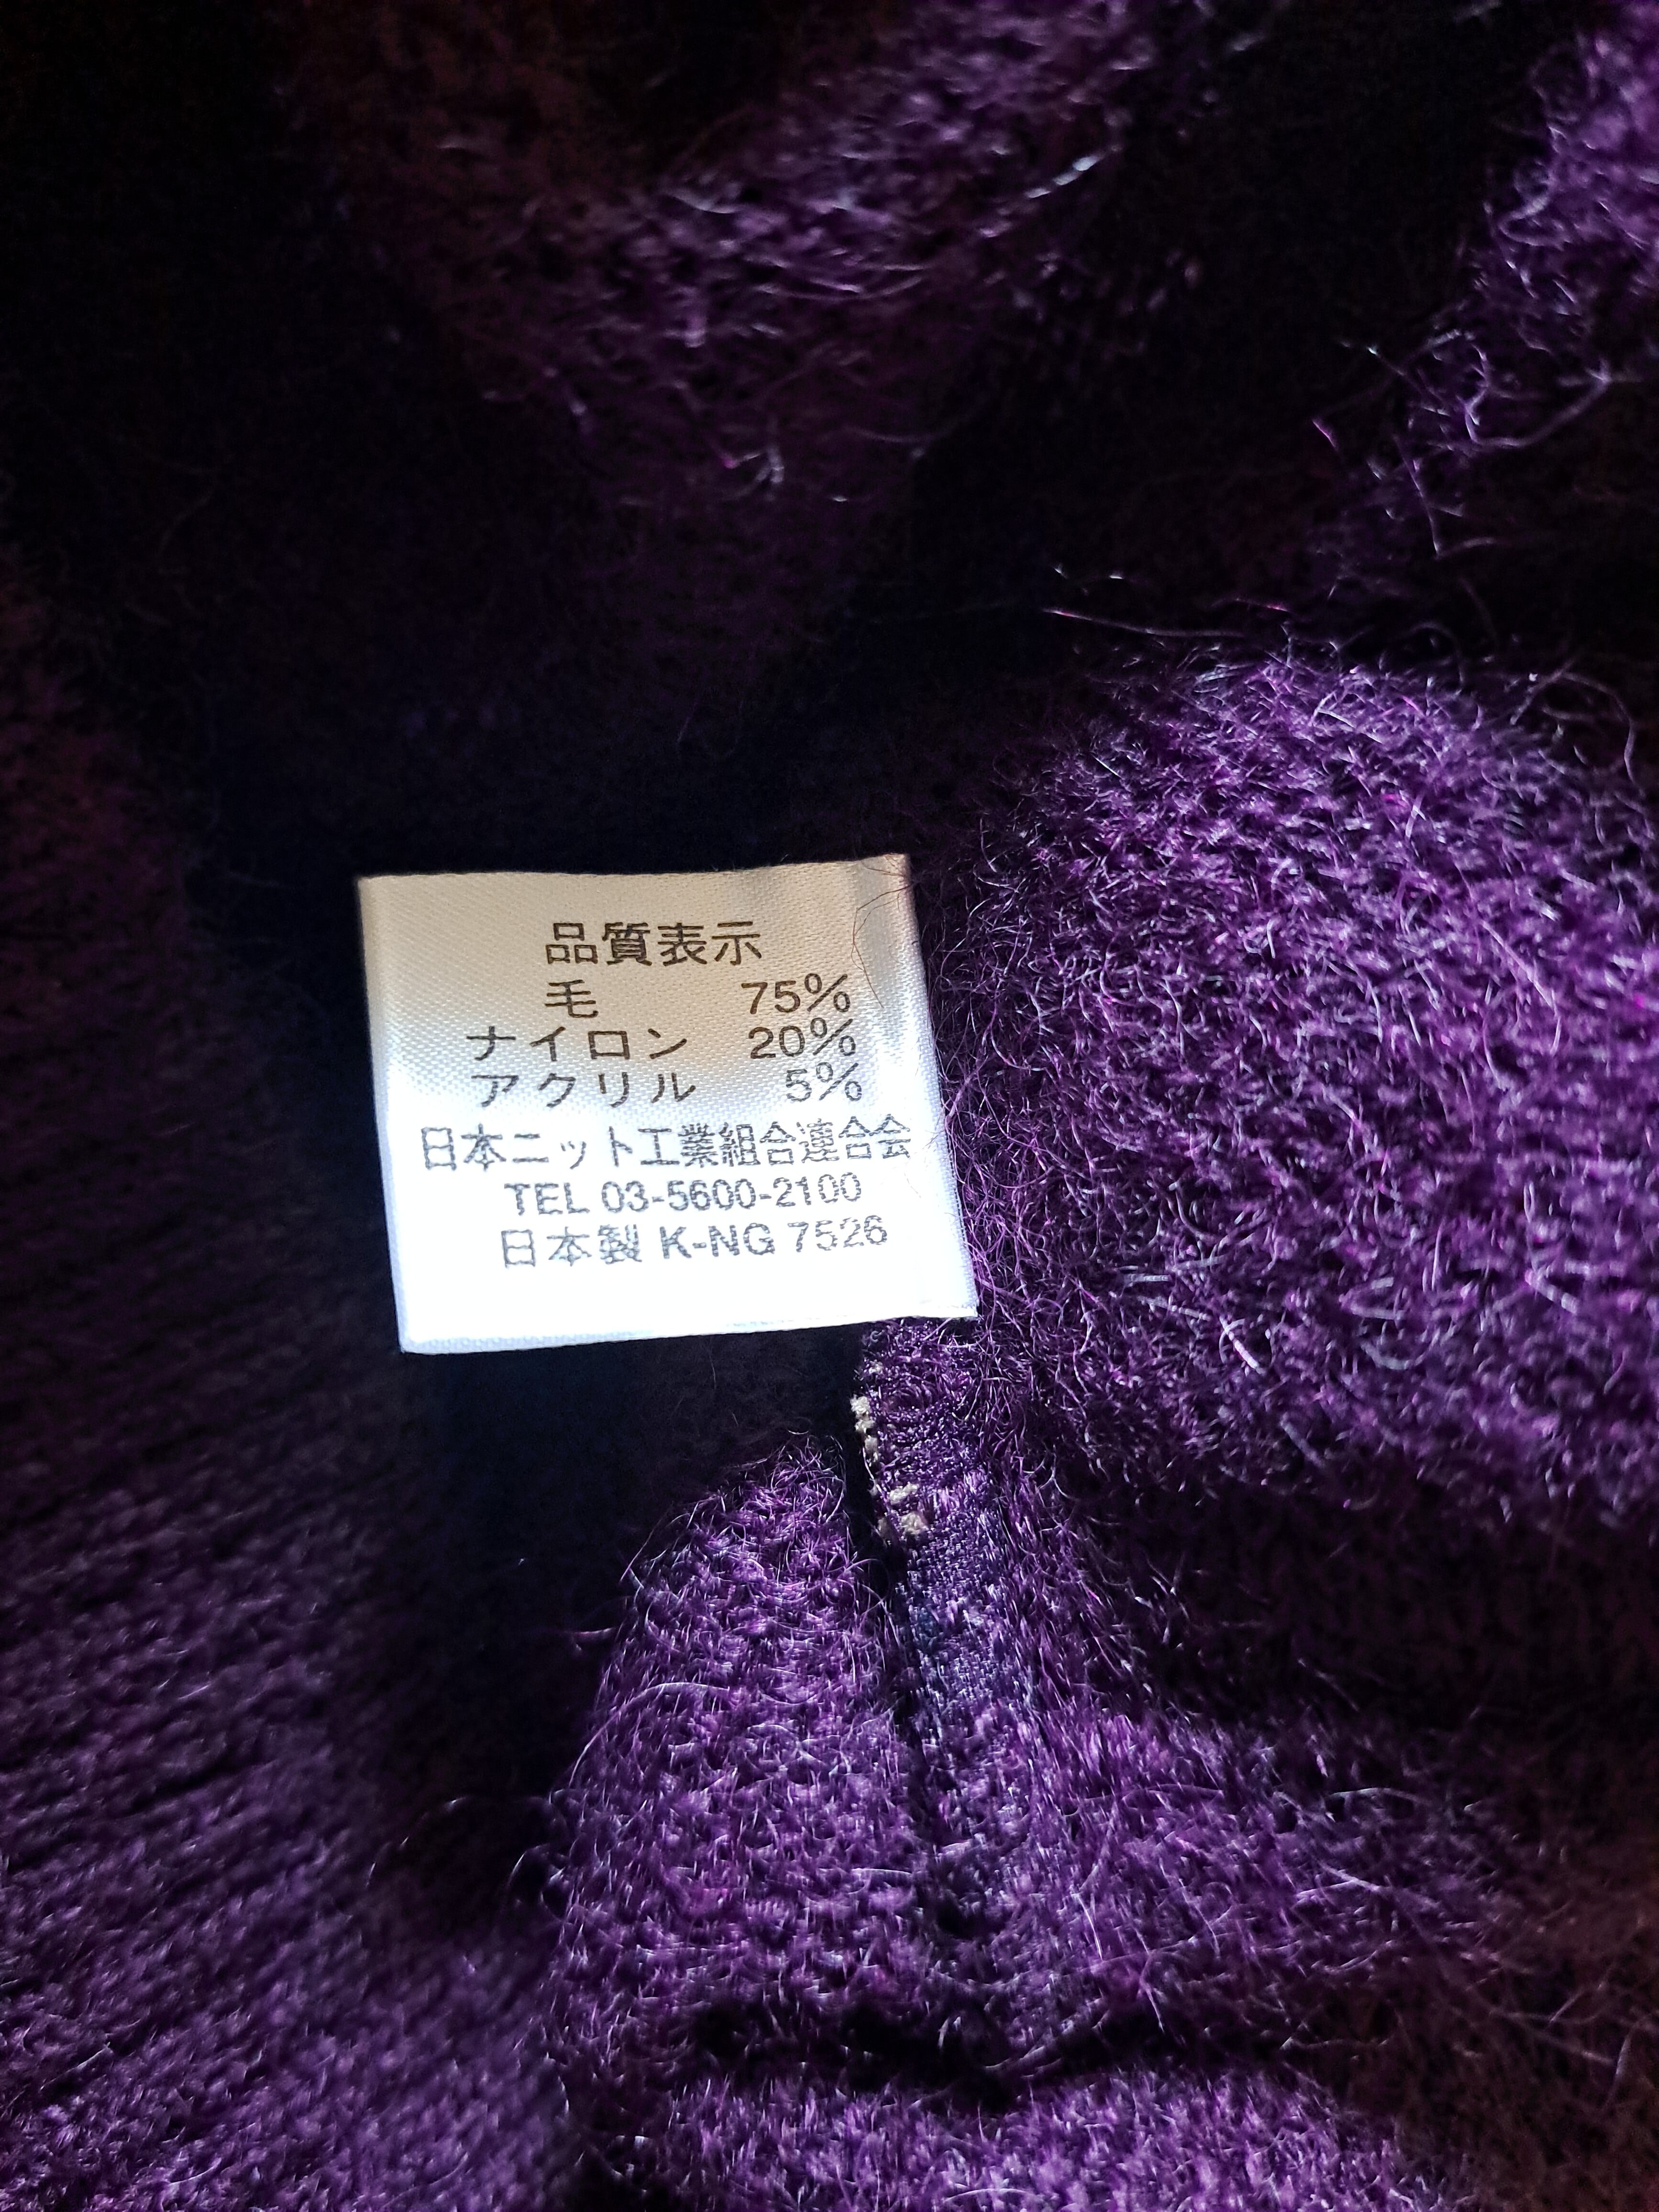 品質表示
毛 75%
ナイロン 20%
アクリル 5%
日本ニット工業組合連合会
TEL 03-5600-2100
日本製 K-NG 7526